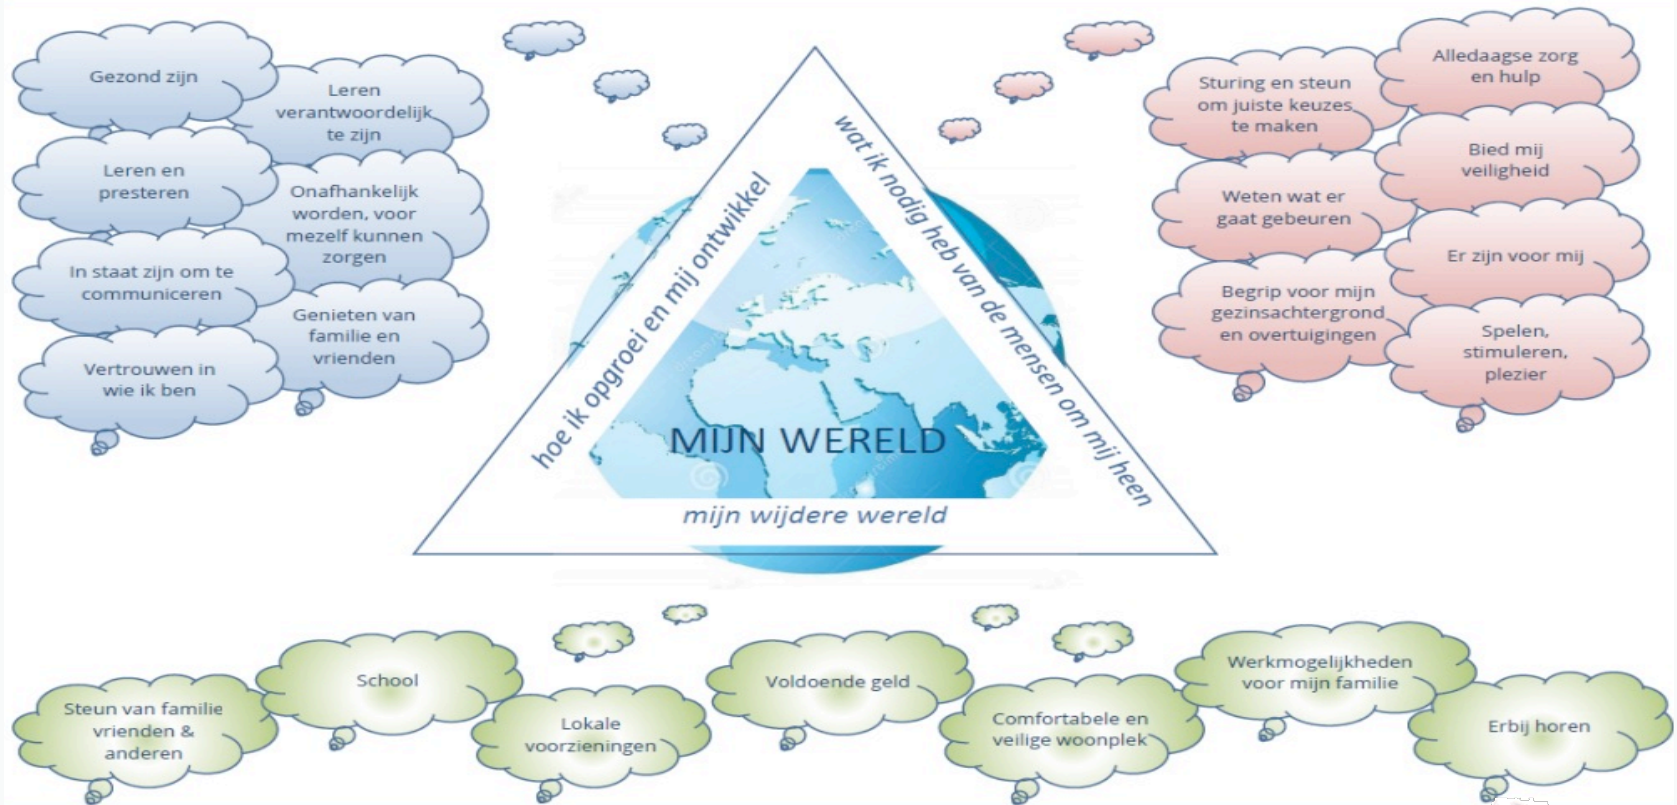 Gezond zijn
Leren
verantwoordelijk
te zijn
Leren en
presteren
Onafhankelijk
worden, voor
mezelf kunnen
zorgen
In staat zijn om te
communiceren
Genieten van
familie en
vrienden
Vertrouwen in
wie ik ben
hoe ik opgroei en mij ontwikkel
wat ik nodig heb van de mensen om mij heen
MIJN WERELD
mijn wijdere wereld
Sturing en steun
om juiste keuzes
te maken
Alledaagse zorg
en hulp
Bied mij
veiligheid
Weten wat er
gaat gebeuren
Er zijn voor mij
Begrip voor mijn
gezinsachtergrond
en overtuigingen
Spelen,
stimuleren,
plezier
Steun van familie
vrienden &
anderen
School
Lokale
voorzieningen
Voldoende geld
Comfortabele en
veilige woonplek
Werkmogelijkheden
voor mijn familie
Erbij horen